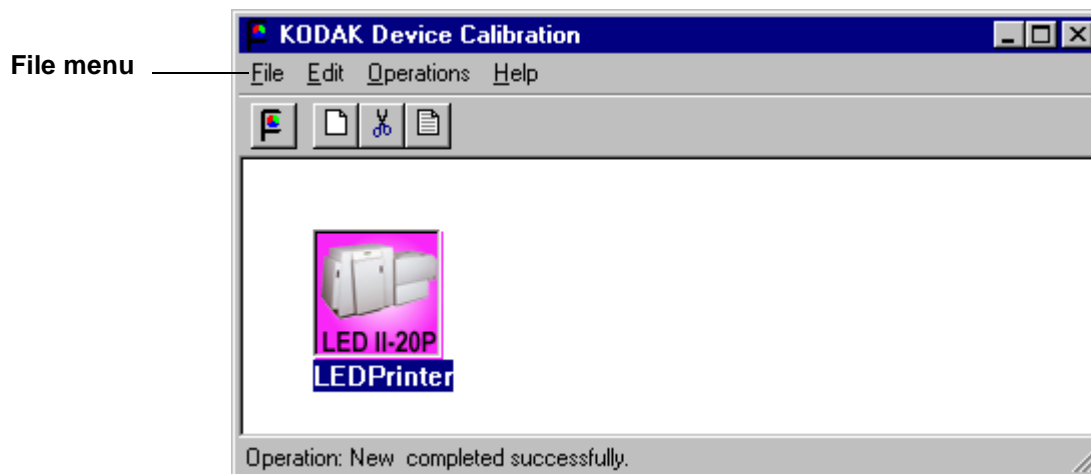 KODAK Device Calibration
File menu
File Edit Operations Help
LED II-20P
LEDPrinter
Operation: New completed successfully.